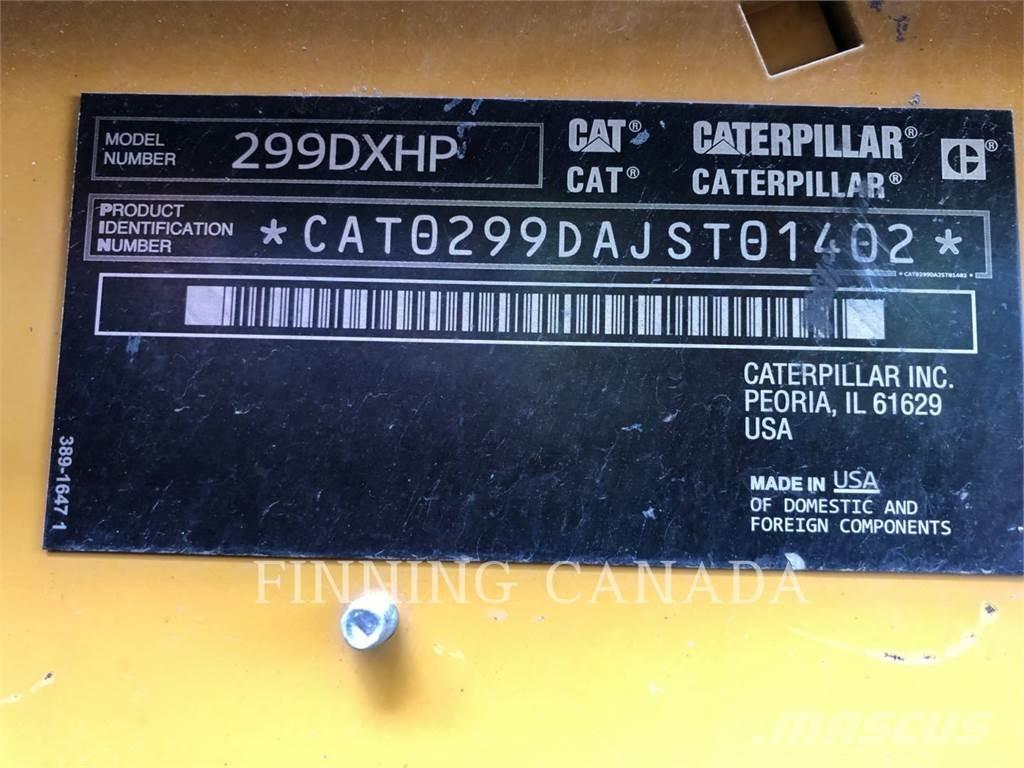 MODEL
NUMBER
299DXHP
CAT® CATERPILLAR®
CAT® CATERPILLAR®
C ®
PRODUCT
IDENTIFICATION
NUMBER
*CAT0299DAJST01402*
*CAT0299DAJST01402*
CATERPILLAR INC.
PEORIA, IL 61629
USA
MADE IN USA
OF DOMESTIC AND
FOREIGN COMPONENTS
389-1647 1
FINNING CANADA
MASCUS